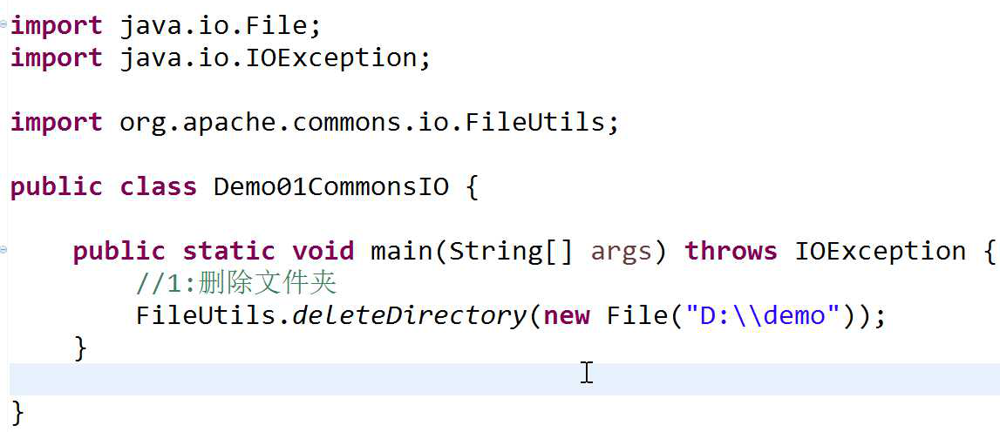 import java.io.File;
import java.io.IOException;
import org.apache.commons.io.FileUtils;
public class Demo01CommonsIO {
public static void main(String[] args) throws IOException {
//1:删除文件夹
FileUtils.deleteDirectory(new File("D:\\demo"));
}
}